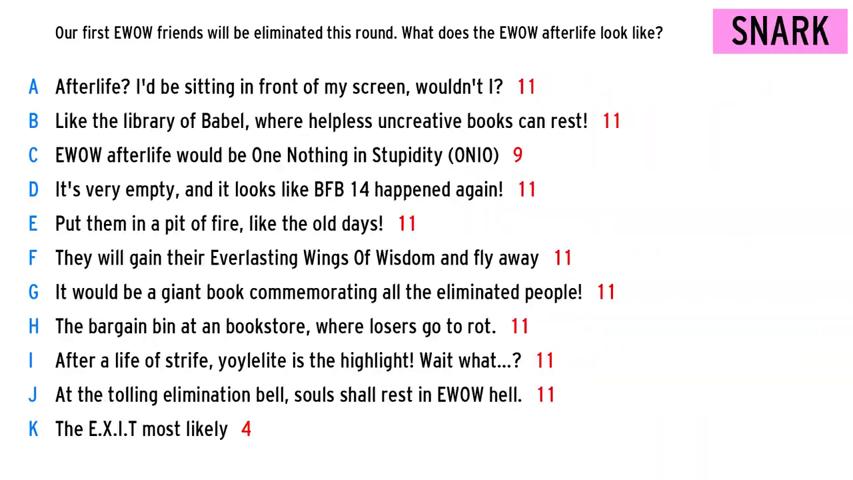 Our first EWOW friends will be eliminated this round. What does the EWOW afterlife look like?
SNARK
A Afterlife? I'd be sitting in front of my screen, wouldn't I? 11
B Like the library of Babel, where helpless uncreative books can rest! 11
C EWOW afterlife would be One Nothing in Stupidity (ONIO) 9
D It's very empty, and it looks like BFB 14 happened again! 11
E Put them in a pit of fire, like the old days! 11
F They will gain their Everlasting Wings Of Wisdom and fly away 11
G It would be a giant book commemorating all the eliminated people! 11
H The bargain bin at an bookstore, where losers go to rot. 11
I After a life of strife, yoylelite is the highlight! Wait what...? 11
J At the tolling elimination bell, souls shall rest in EWOW hell. 11
K The E.X.I.T most likely 4